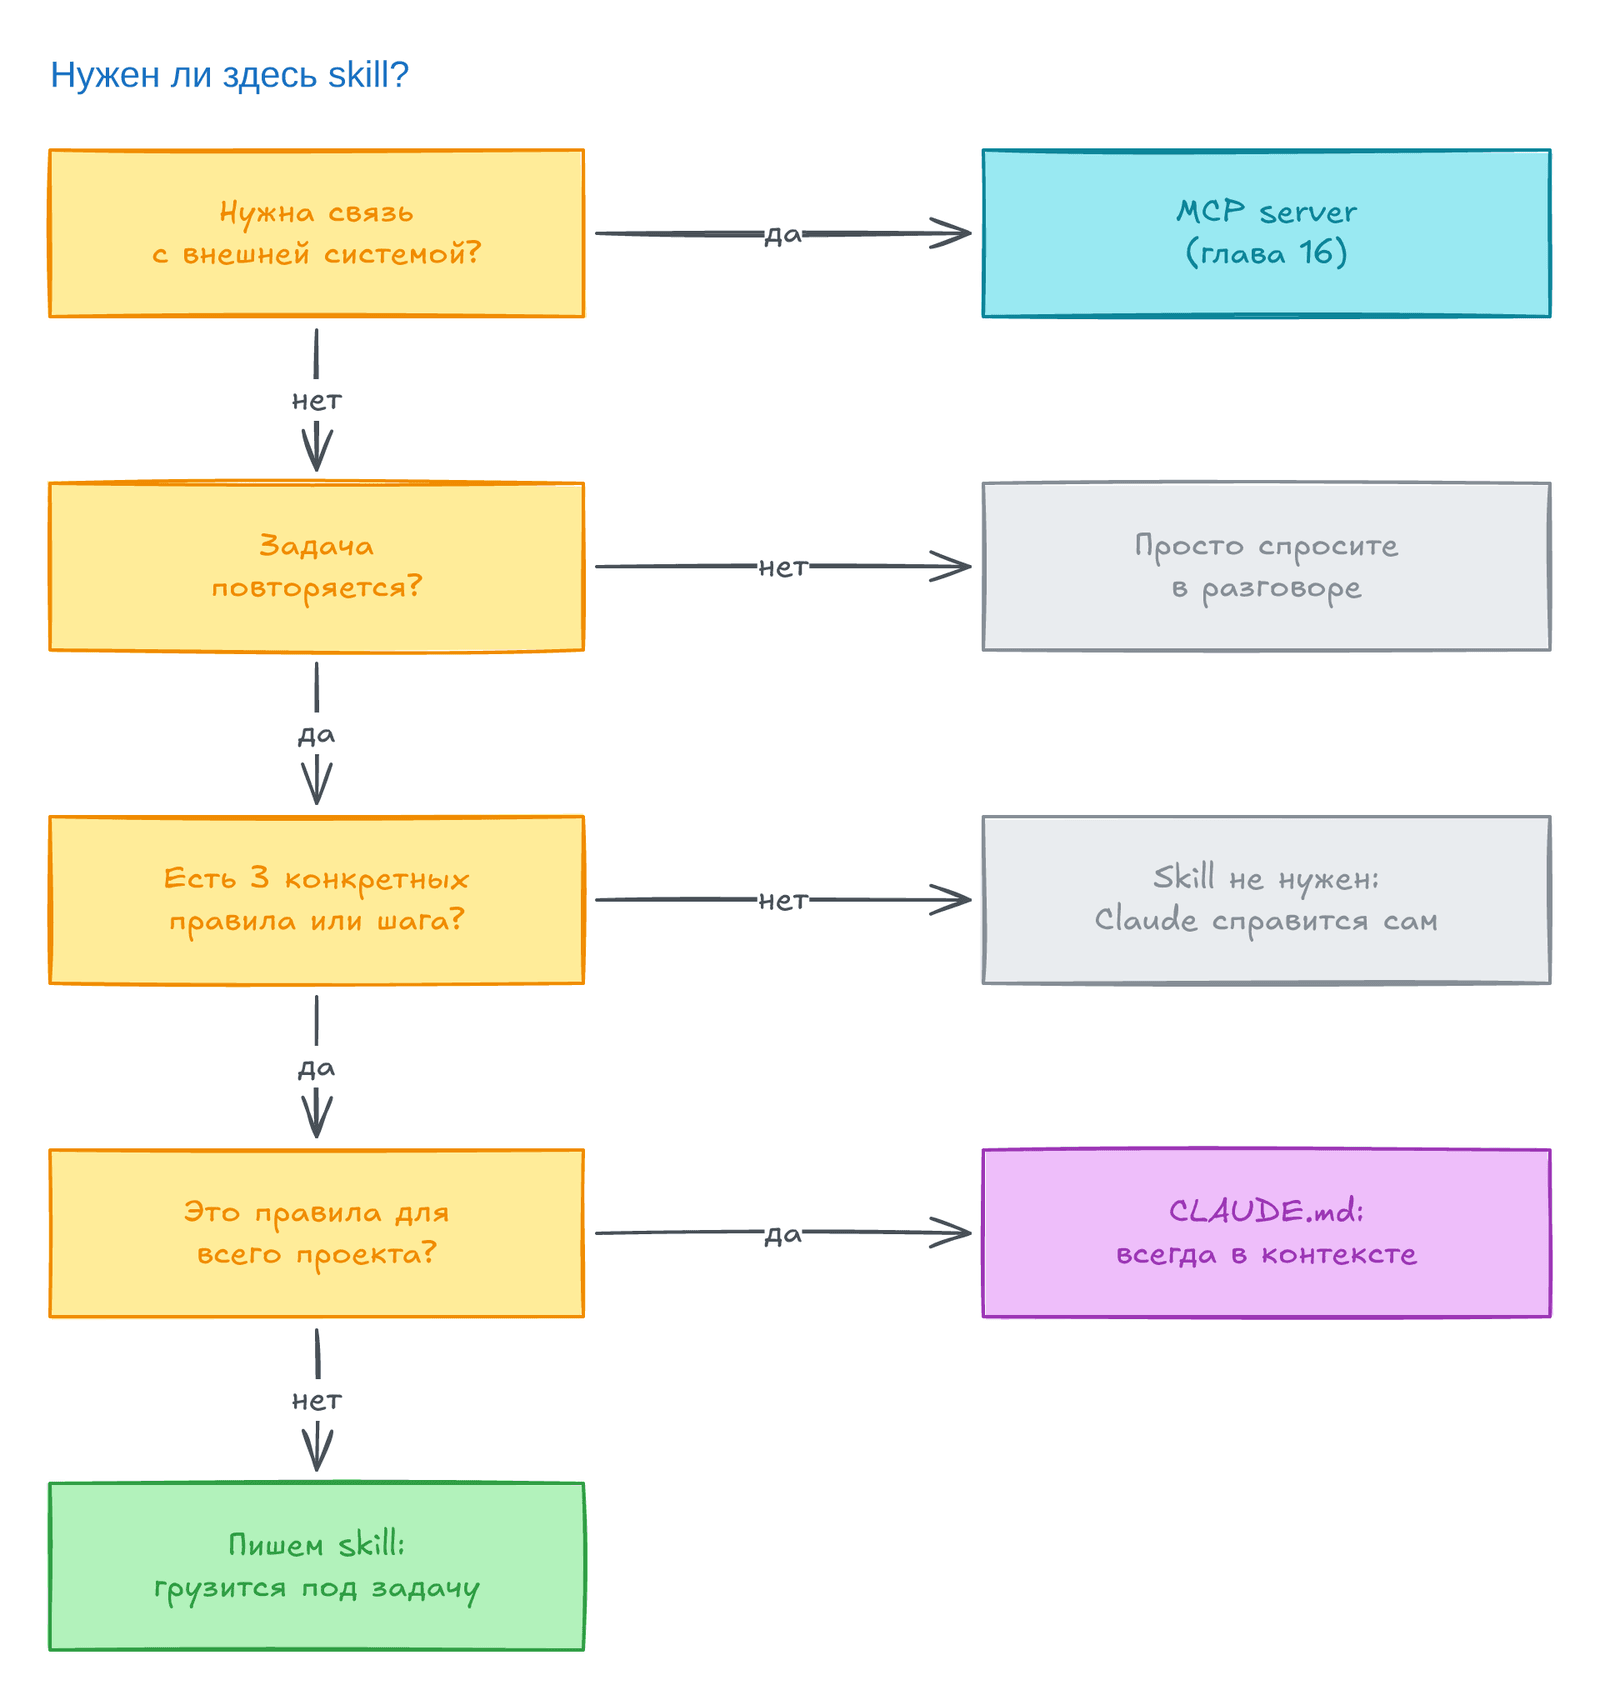 Нужен ли здесь skill?
Нужна связь
с внешней системой?
да
MCP server
(глава 16)
нет
Задача
повторяется?
нет
Просто спросите
в разговоре
да
Есть 3 конкретных
правила или шага?
нет
Skill не нужен:
Claude справится сам
да
Это правила для
всего проекта?
да
CLAUDE.md:
всегда в контексте
нет
Пишем skill:
грузится под задачу